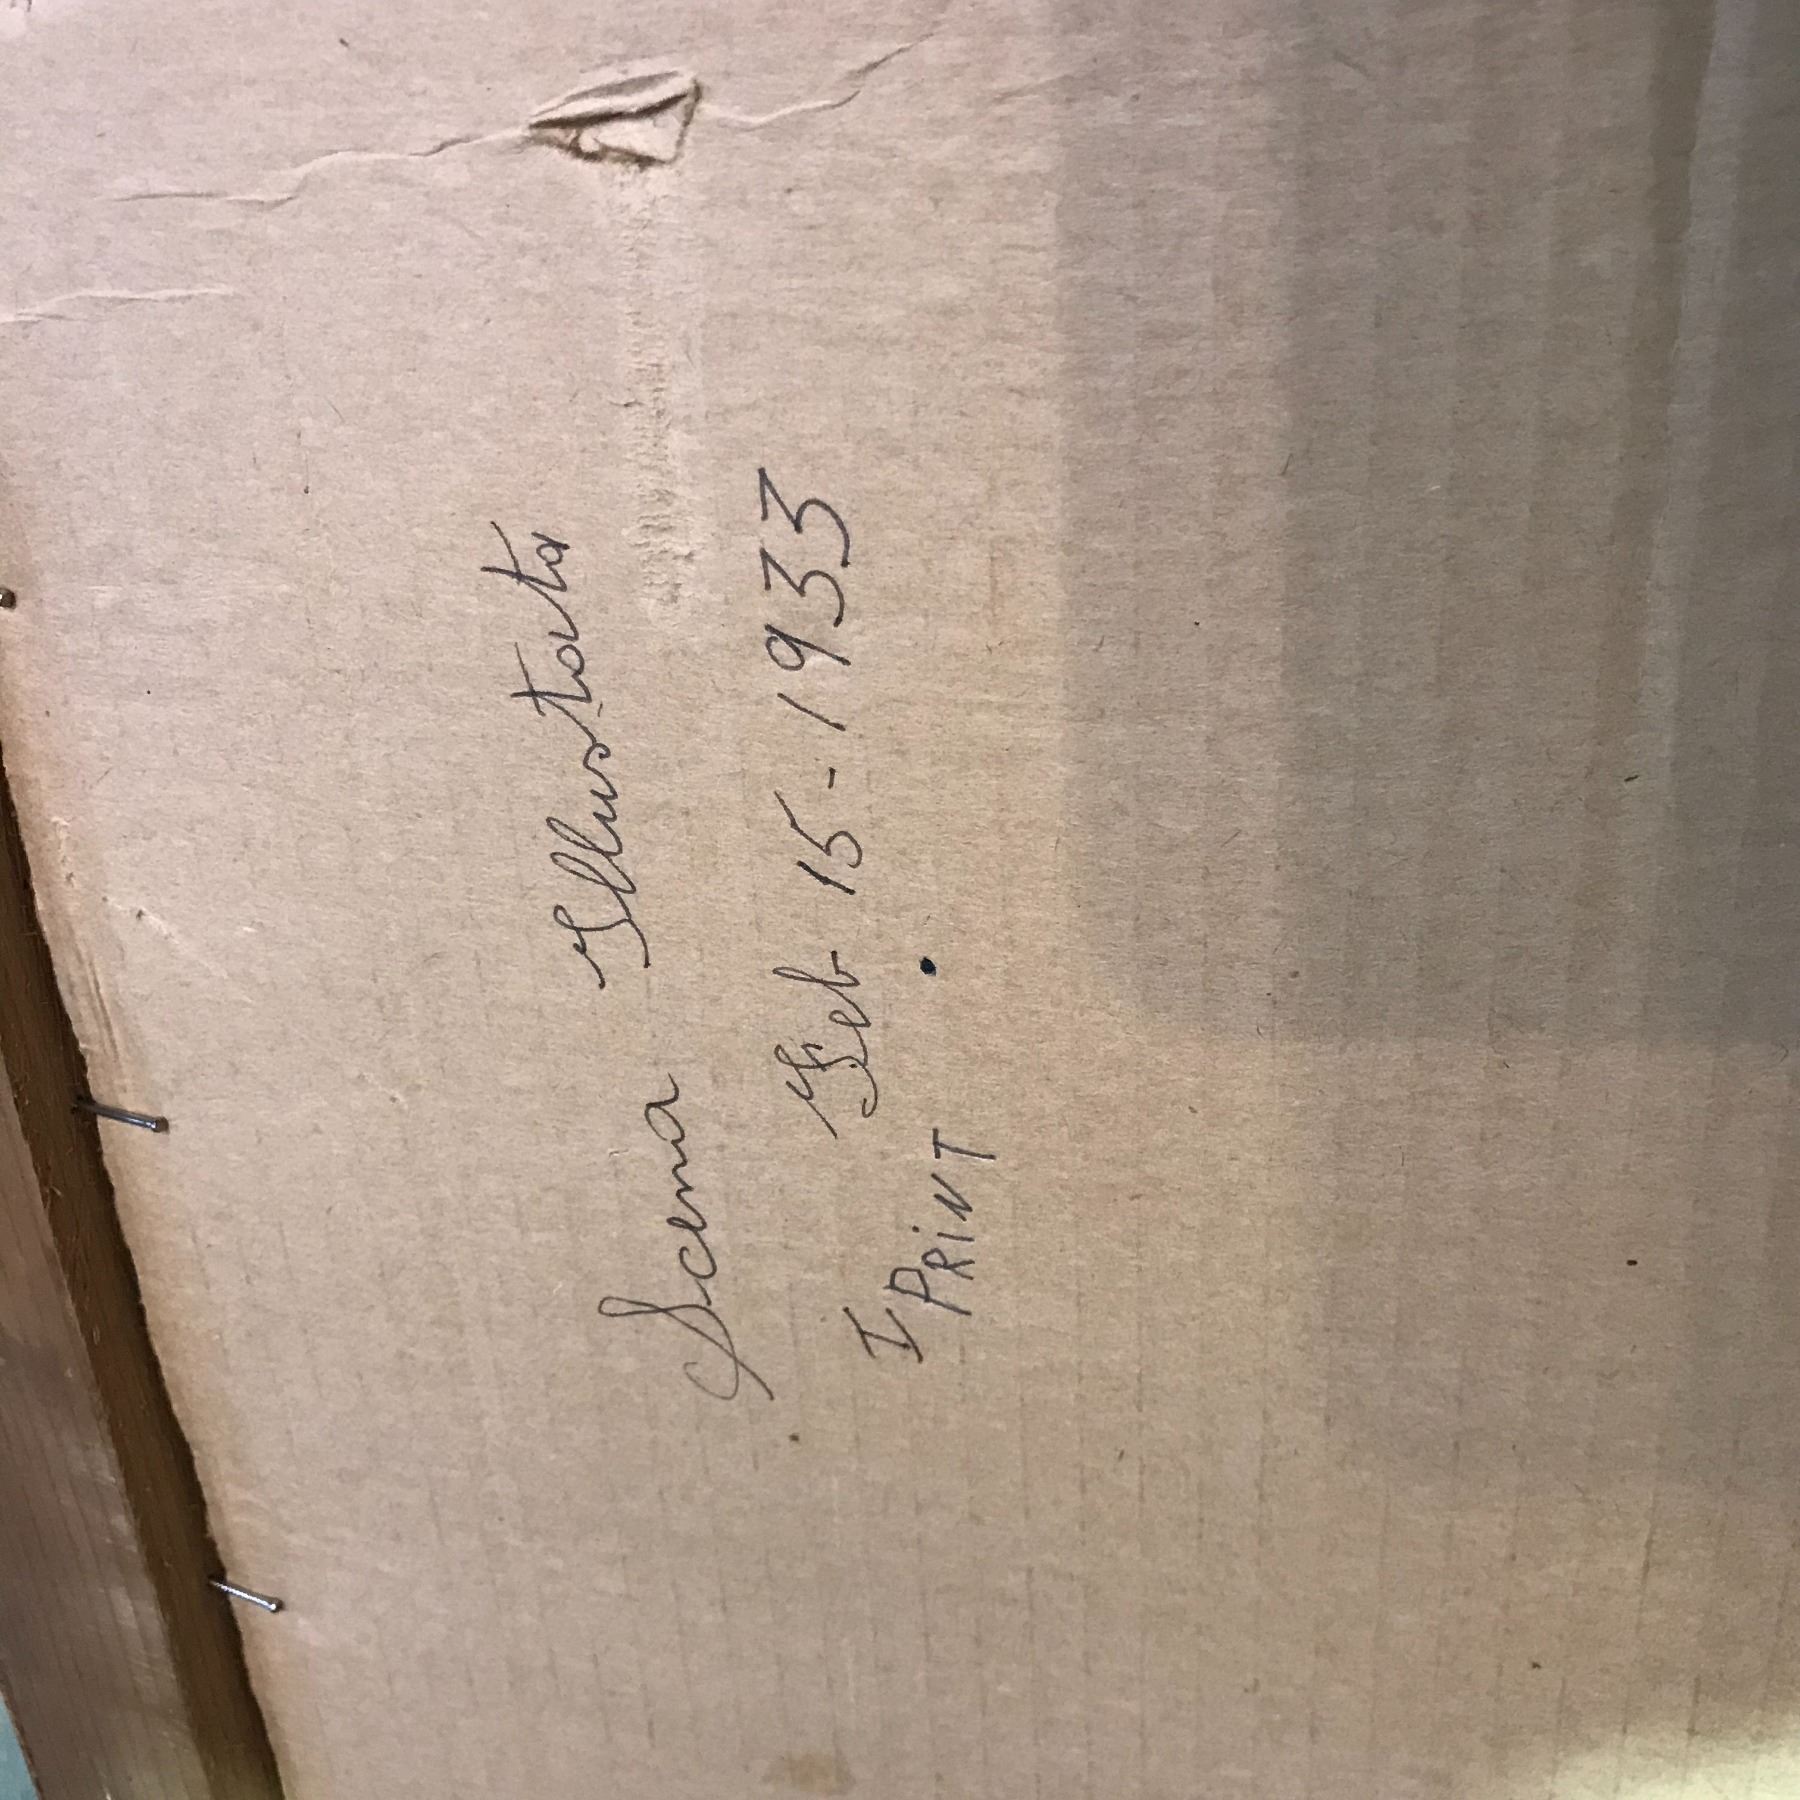 Scena Illustrata
Feb 15-1933
I PRiNT